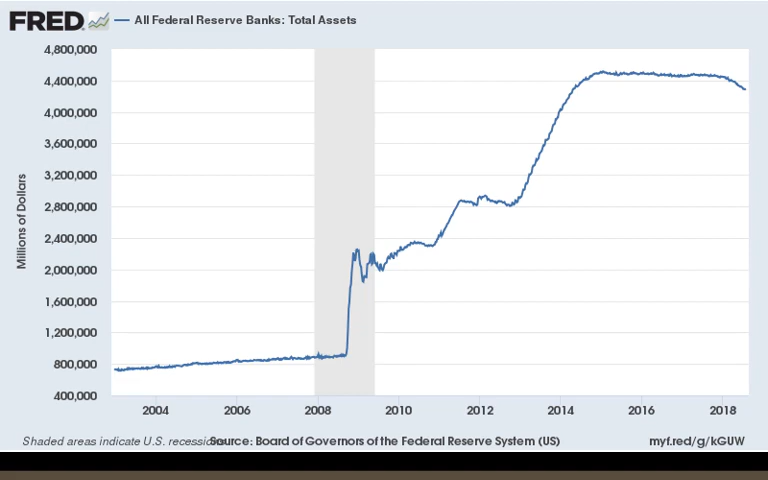 FRED
All Federal Reserve Banks: Total Assets
4,800,000
4,400,000
4,000,000
3,600,000
3,200,000
2,800,000
2,400,000
2,000,000
1,600,000
1,200,000
800,000
400,000
Millions of Dollars
2004 2006 2008 2010 2012 2014 2016 2018
Shaded areas indicate U.S. recessions Source: Board of Governors of the Federal Reserve System (US) myf.red/g/kGUW